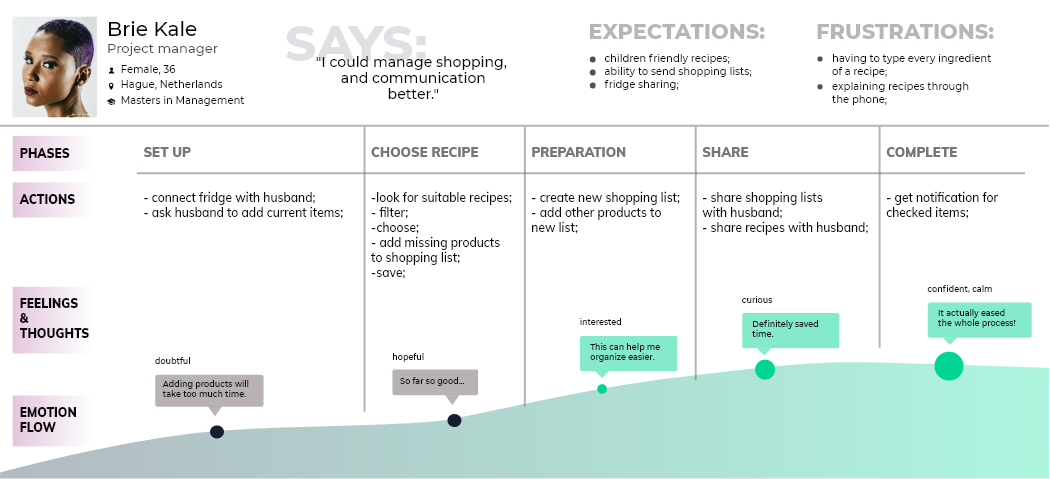 Brie Kale
Project manager
Female, 36
Hague, Netherlands
Masters in Management
SAYS:
"I could manage shopping,
and communication
better."
EXPECTATIONS:
children friendly recipes;
ability to send shopping lists;
fridge sharing;
FRUSTRATIONS:
having to type every ingredient
of a recipe;
explaining recipes through
the phone;
PHASES
SET UP
CHOOSE RECIPE
PREPARATION
SHARE
COMPLETE
ACTIONS
- connect fridge with husband;
- ask husband to add current items;
-look for suitable recipes;
- filter;
-choose;
- add missing products
to shopping list;
-save;
- create new shopping list;
- add other products to
new list;
- share shopping lists
with husband;
- share recipes with husband;
- get notification for
checked items;
FEELINGS
&
THOUGHTS
doubtful
Adding products will
take too much time.
hopeful
So far so good...
interested
This can help me
organize easier.
curious
Definitely saved
time.
confident, calm
It actually eased
the whole process!
EMOTION
FLOW